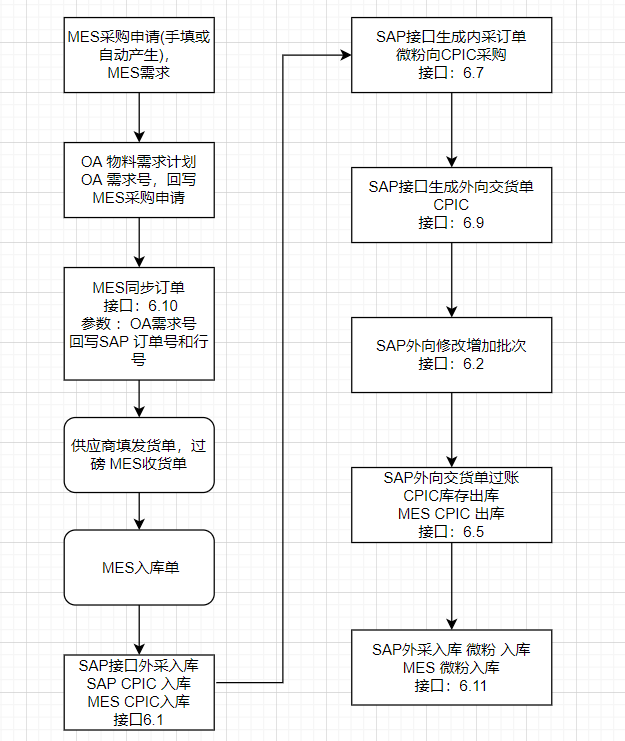 MES采购申请(手填或
自动产生),
MES需求
OA 物料需求计划
OA 需求号，回写
MES采购申请
MES同步订单
接口：6.10
参数 ：OA需求号
回写SAP 订单号和行
号
供应商填发货单，过
磅 MES收货单
MES入库单
SAP接口外采入库
SAP CPIC 入库
MES CPIC入库
接口6.1
SAP接口生成内采订单
微粉向CPIC采购
接口：6.7
SAP接口生成外向交货单
CPIC
接口：6.9
SAP外向修改增加批次
接口：6.2
SAP外向交货单过账
CPIC库存出库
MES CPIC 出库
接口：6.5
SAP外采入库 微粉 入库
MES 微粉入库
接口：6.11